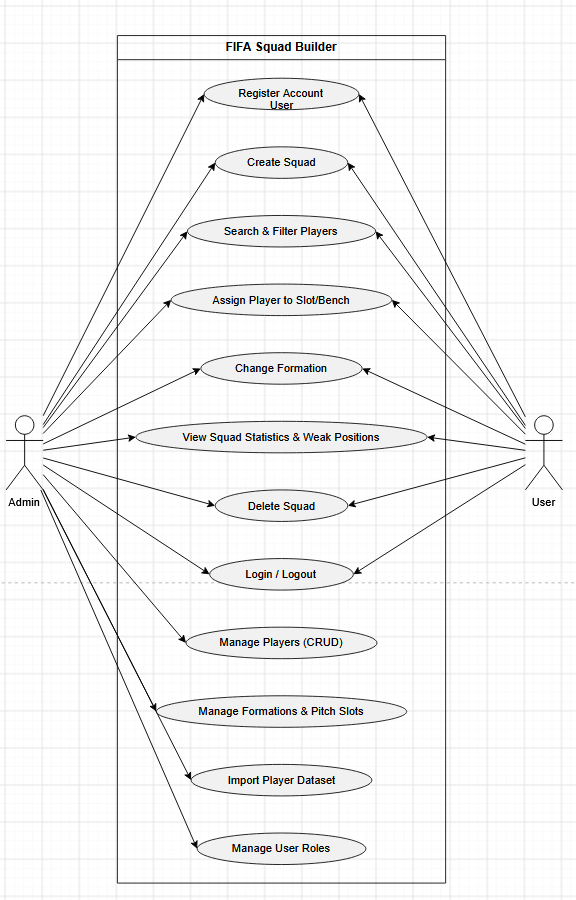 FIFA Squad Builder
Register Account
User
Create Squad
Search & Filter Players
Assign Player to Slot/Bench
Change Formation
View Squad Statistics & Weak Positions
Delete Squad
Login / Logout
Manage Players (CRUD)
Manage Formations & Pitch Slots
Import Player Dataset
Manage User Roles
Admin
User